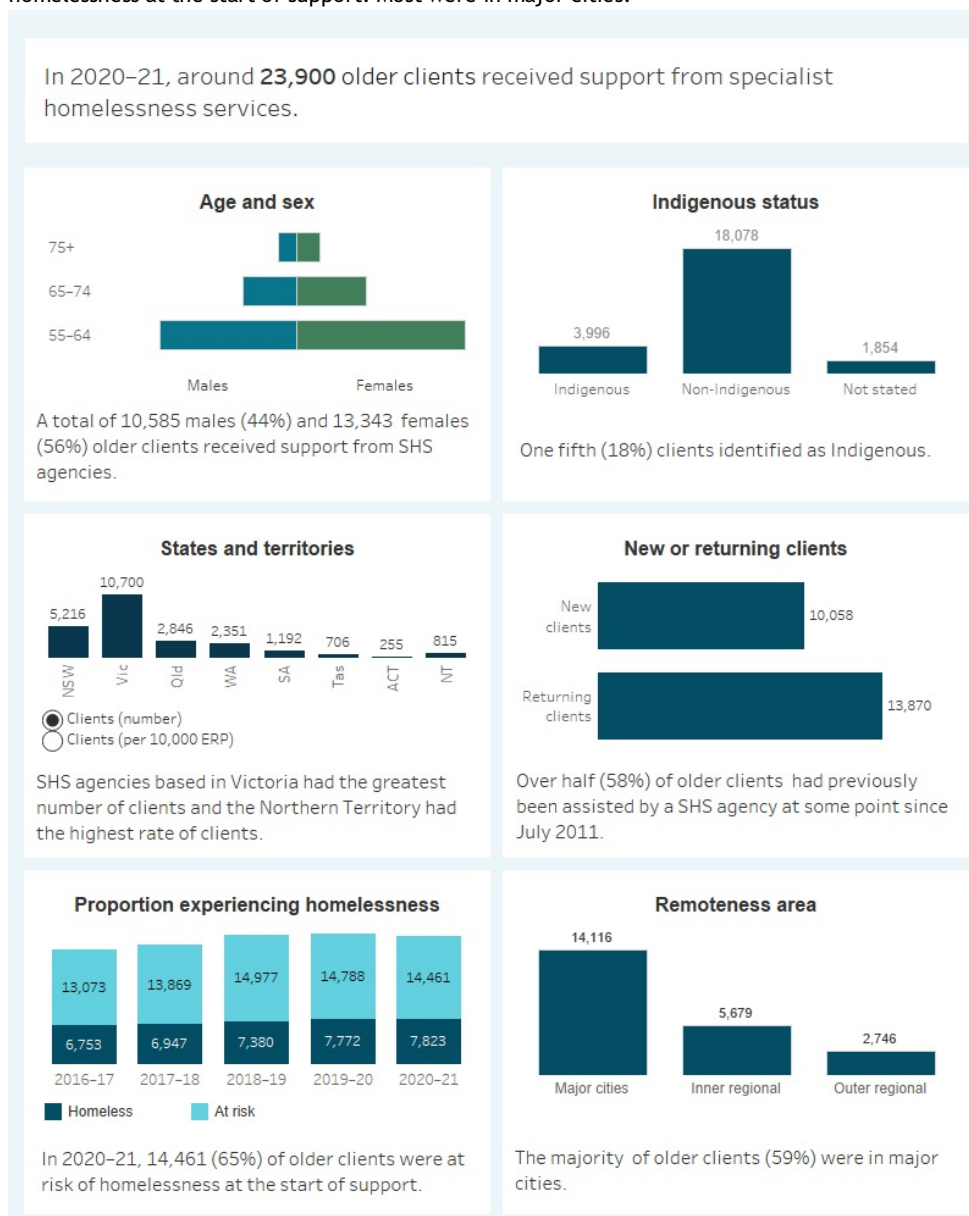 homelessness at the start of support. Most were in major cities.
In 2020–21, around 23,900 older clients received support from specialist
homelessness services.
Age and sex
75+
65–74
55–64
Males Females
A total of 10,585 males (44%) and 13,343 females
(56%) older clients received support from SHS
agencies.
Indigenous status
18,078
3,996
1,854
Indigenous Non-Indigenous Not stated
One fifth (18%) clients identified as Indigenous.
States and territories
10,700
5,216
2,846 2,351 1,192 706 255 815
NSW Vic Qld WA SA Tas ACT NT
Clients (number)
Clients (per 10,000 ERP)
SHS agencies based in Victoria had the greatest
number of clients and the Northern Territory had
the highest rate of clients.
New or returning clients
New
clients
10,058
Returning
clients
13,870
Over half (58%) of older clients had previously
been assisted by a SHS agency at some point since
July 2011.
Proportion experiencing homelessness
13,073 13,869 14,977 14,788 14,461
6,753 6,947 7,380 7,772 7,823
2016–17 2017–18 2018–19 2019–20 2020–21
Homeless At risk
In 2020–21, 14,461 (65%) of older clients were at
risk of homelessness at the start of support.
Remoteness area
14,116
5,679
2,746
Major cities Inner regional Outer regional
The majority of older clients (59%) were in major
cities.